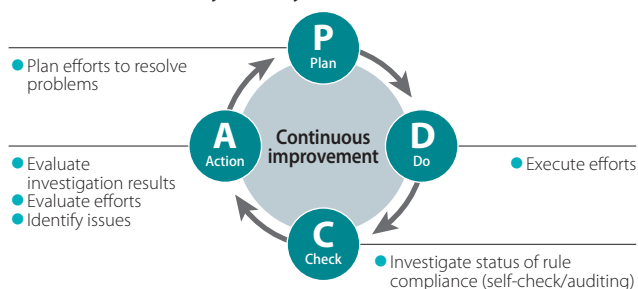 P
Plan
● Plan efforts to resolve
problems
A
Action
Continuous
improvement
D
Do
● Evaluate
investigation results
● Evaluate efforts
● Identify issues
● Execute efforts
C
Check
● Investigate status of rule
compliance (self-check/auditing)